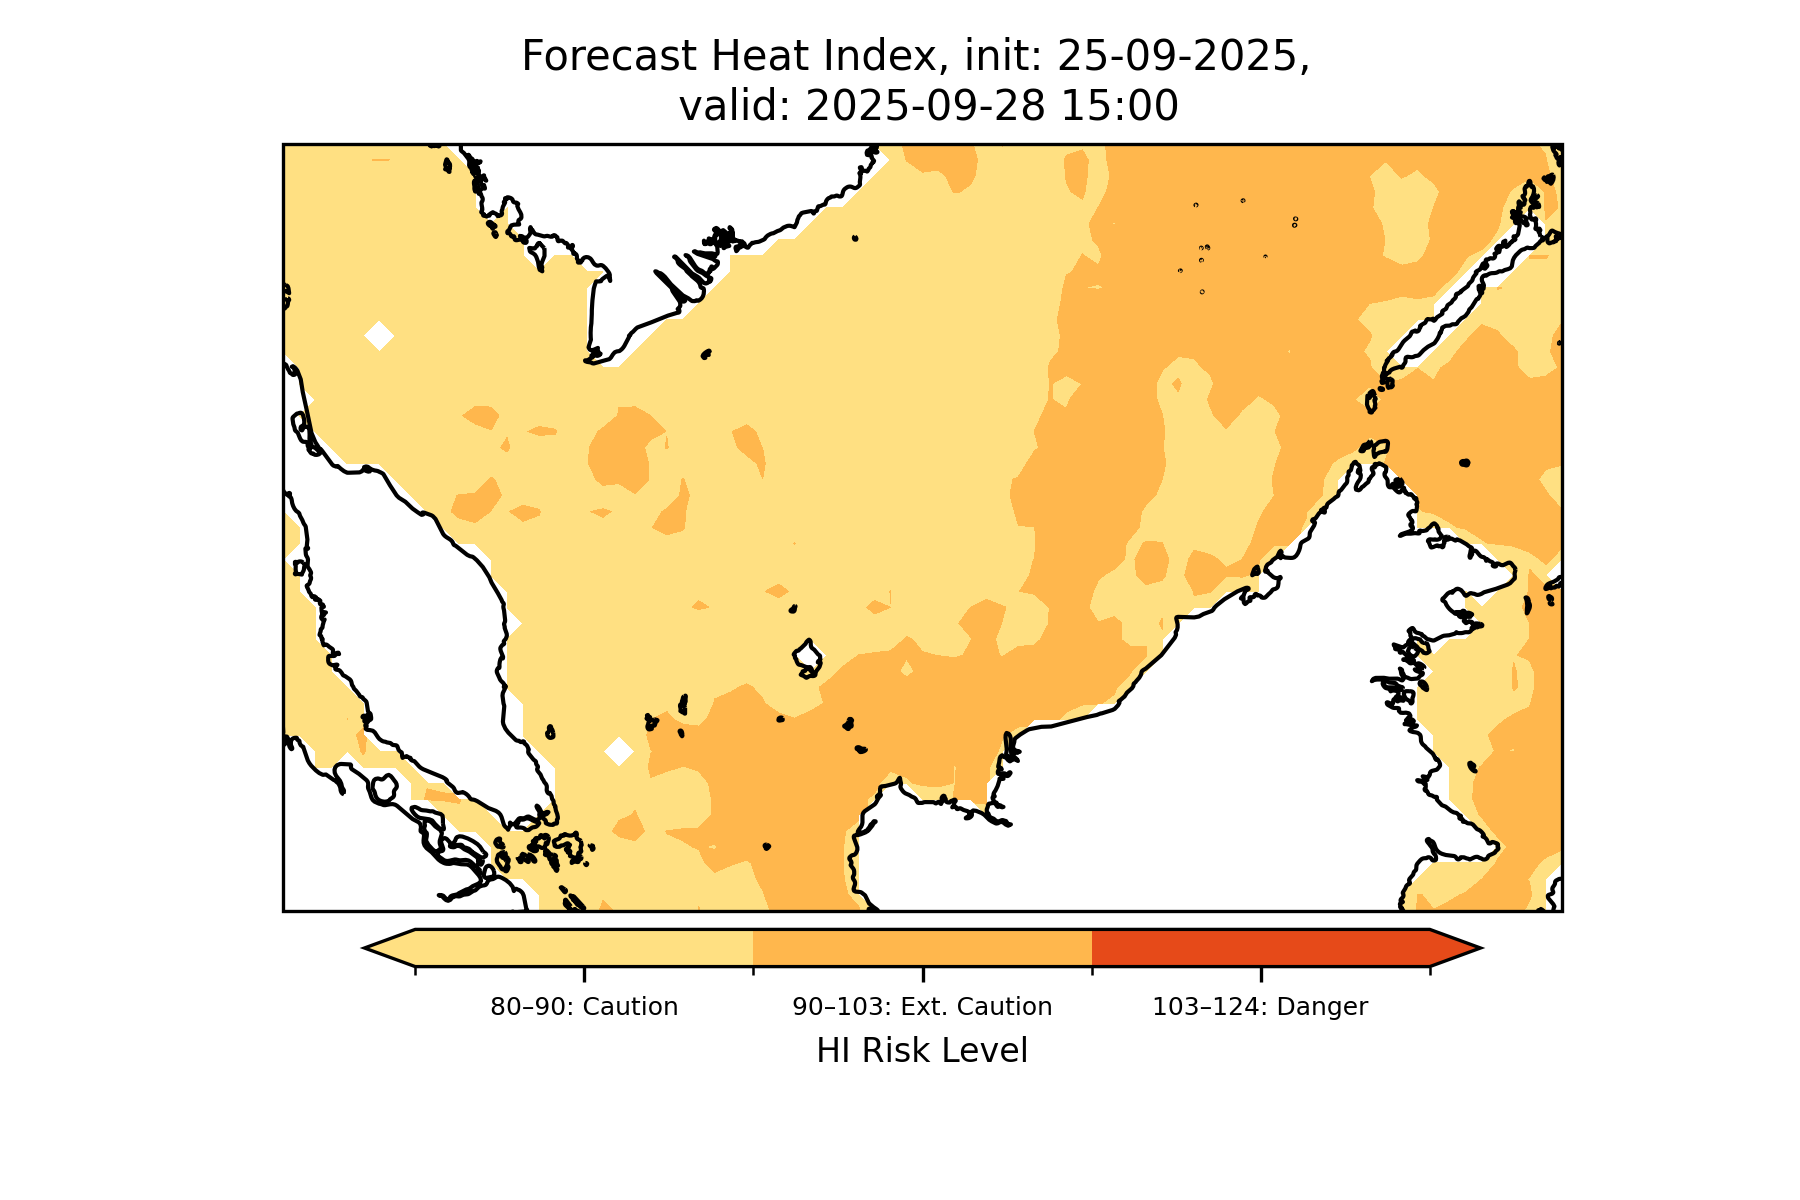 Forecast Heat Index, init: 25-09-2025,
valid: 2025-09-28 15:00
80–90: Caution
90–103: Ext. Caution
103–124: Danger
HI Risk Level